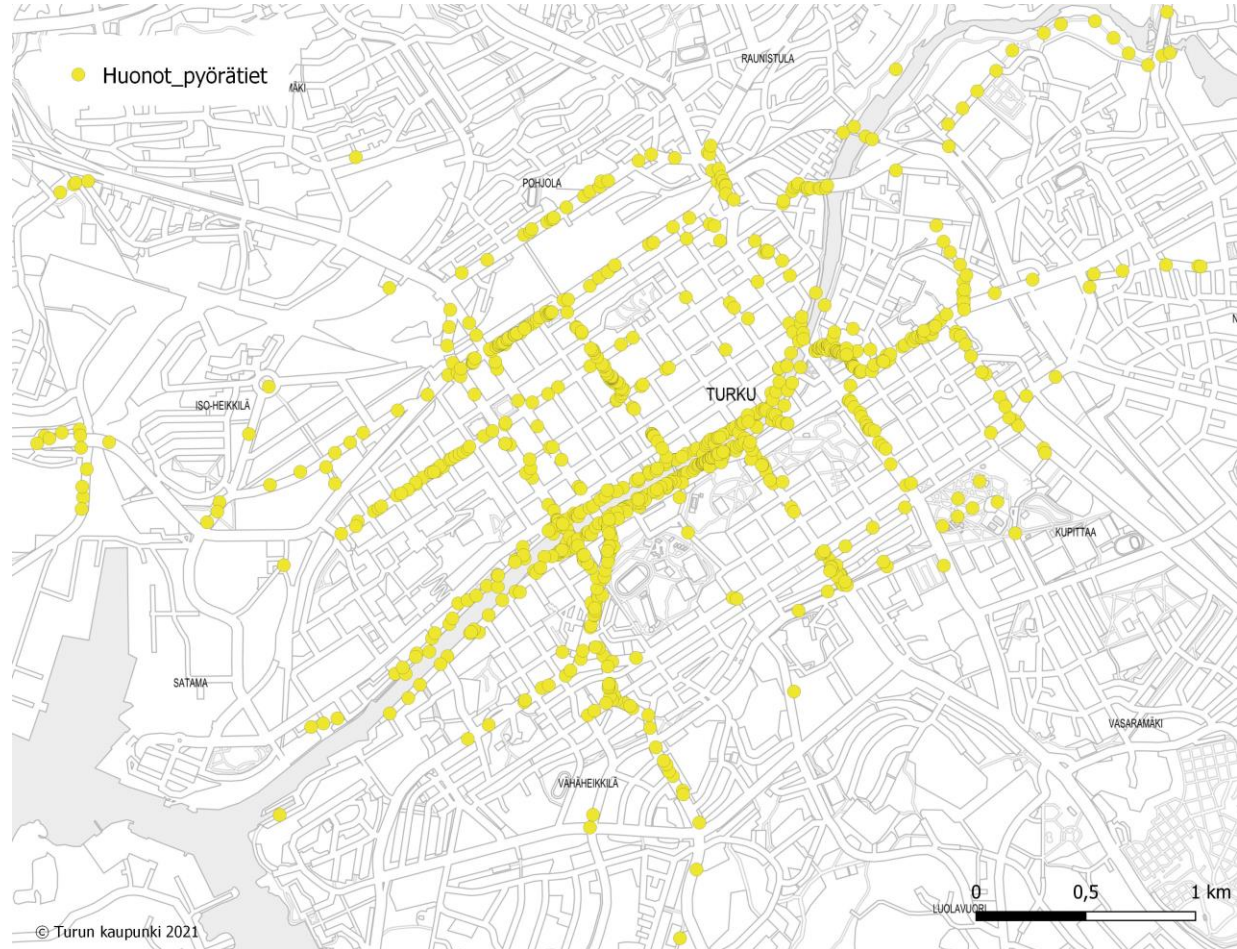 RAUNISTULA
Huonot_pyörätiet
MÄKI
POHJOLA
TURKU
ISO-HEIKKILÄ
KUPITTAA
SATAMA
VASARAMÄKI
VÄHÄHEIKKILÄ
0 0,5 1 km
LUOLAVUORI
© Turun kaupunki 2021